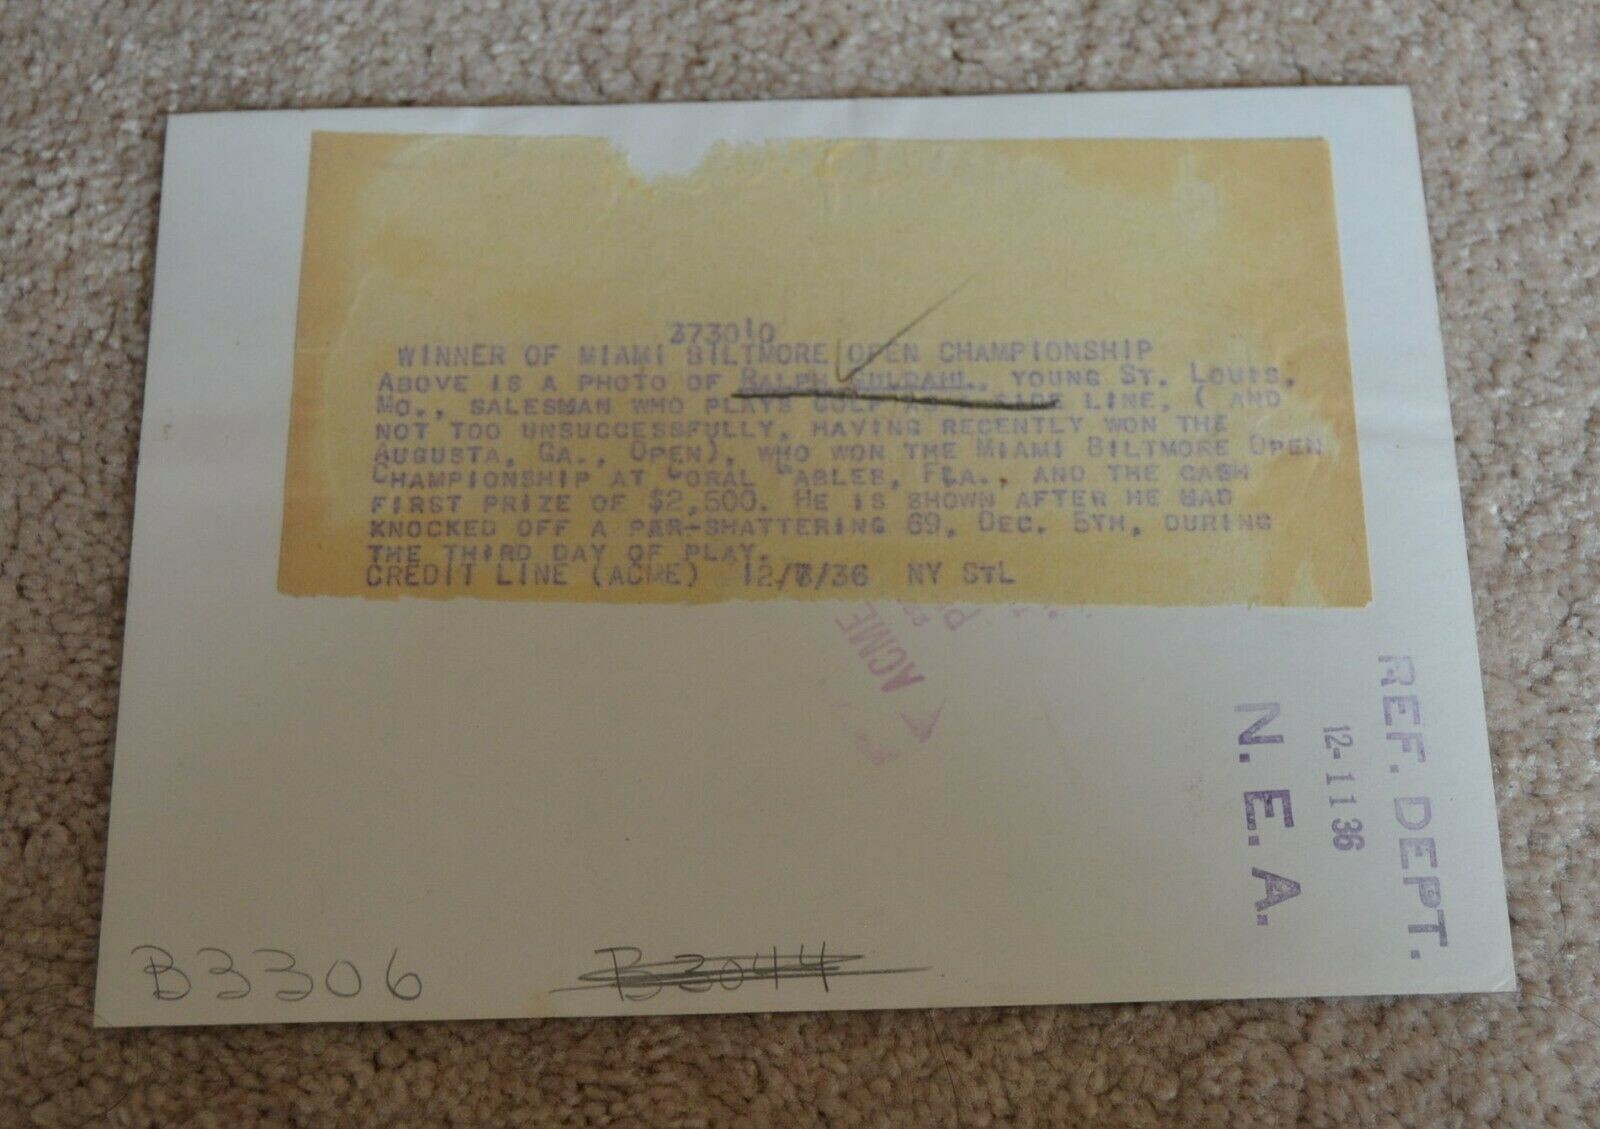 373010
WINNER OF MIAMI BILTMORE OPEN CHAMPIONSHIP
ABOVE IS A PHOTO OF RALPH GULDAHL, YOUNG ST. LOUIS,
MO., SALESMAN WHO PLAYS GOLF AS A SIDE LINE, ( AND
NOT TOO UNSUCCESSFULLY, HAVING RECENTLY WON THE
AUGUSTA, GA., OPEN), WHO WON THE MIAMI BILTMORE OPEN
CHAMPIONSHIP AT CORAL GABLES, FLA., AND THE CASH
FIRST PRIZE OF $2,500. HE IS SHOWN AFTER HE HAD
KNOCKED OFF A PAR-SHATTERING 69, DEC. 5TH, DURING
THE THIRD DAY OF PLAY.
CREDIT LINE (ACME) 12/7/36 NY STL
ACME
REF. DEPT.
12-11 36
N. E. A.
B3306
B3044